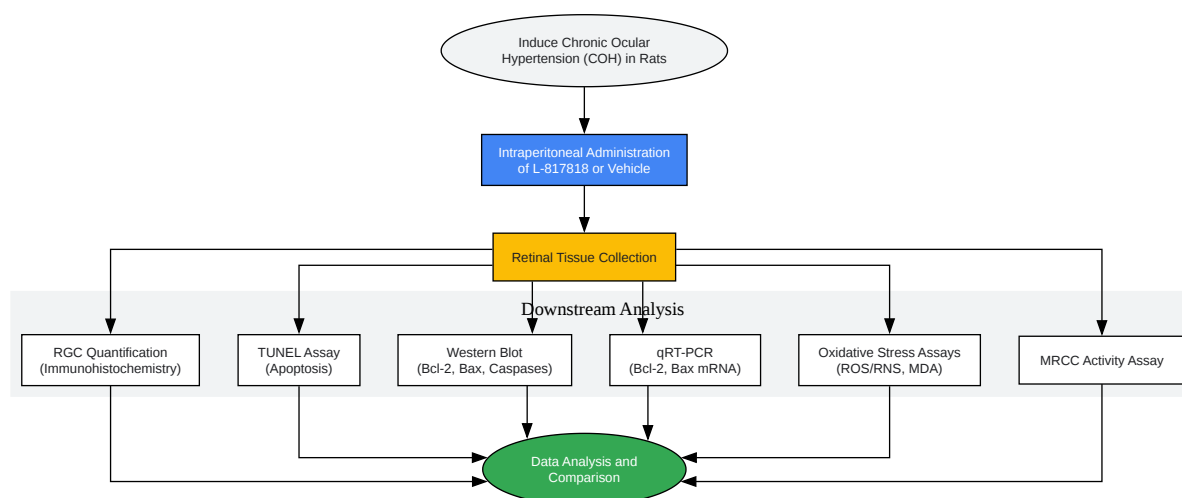 Induce Chronic Ocular
Hypertension (COH) in Rats
Intraperitoneal Administration
of L-817818 or Vehicle
Retinal Tissue Collection
Downstream Analysis
RGC Quantification
(Immunohistochemistry)
TUNEL Assay
(Apoptosis)
Western Blot
(Bcl-2, Bax, Caspases)
qRT-PCR
(Bcl-2, Bax mRNA)
Oxidative Stress Assays
(ROS/RNS, MDA)
MRCC Activity Assay
Data Analysis and
Comparison